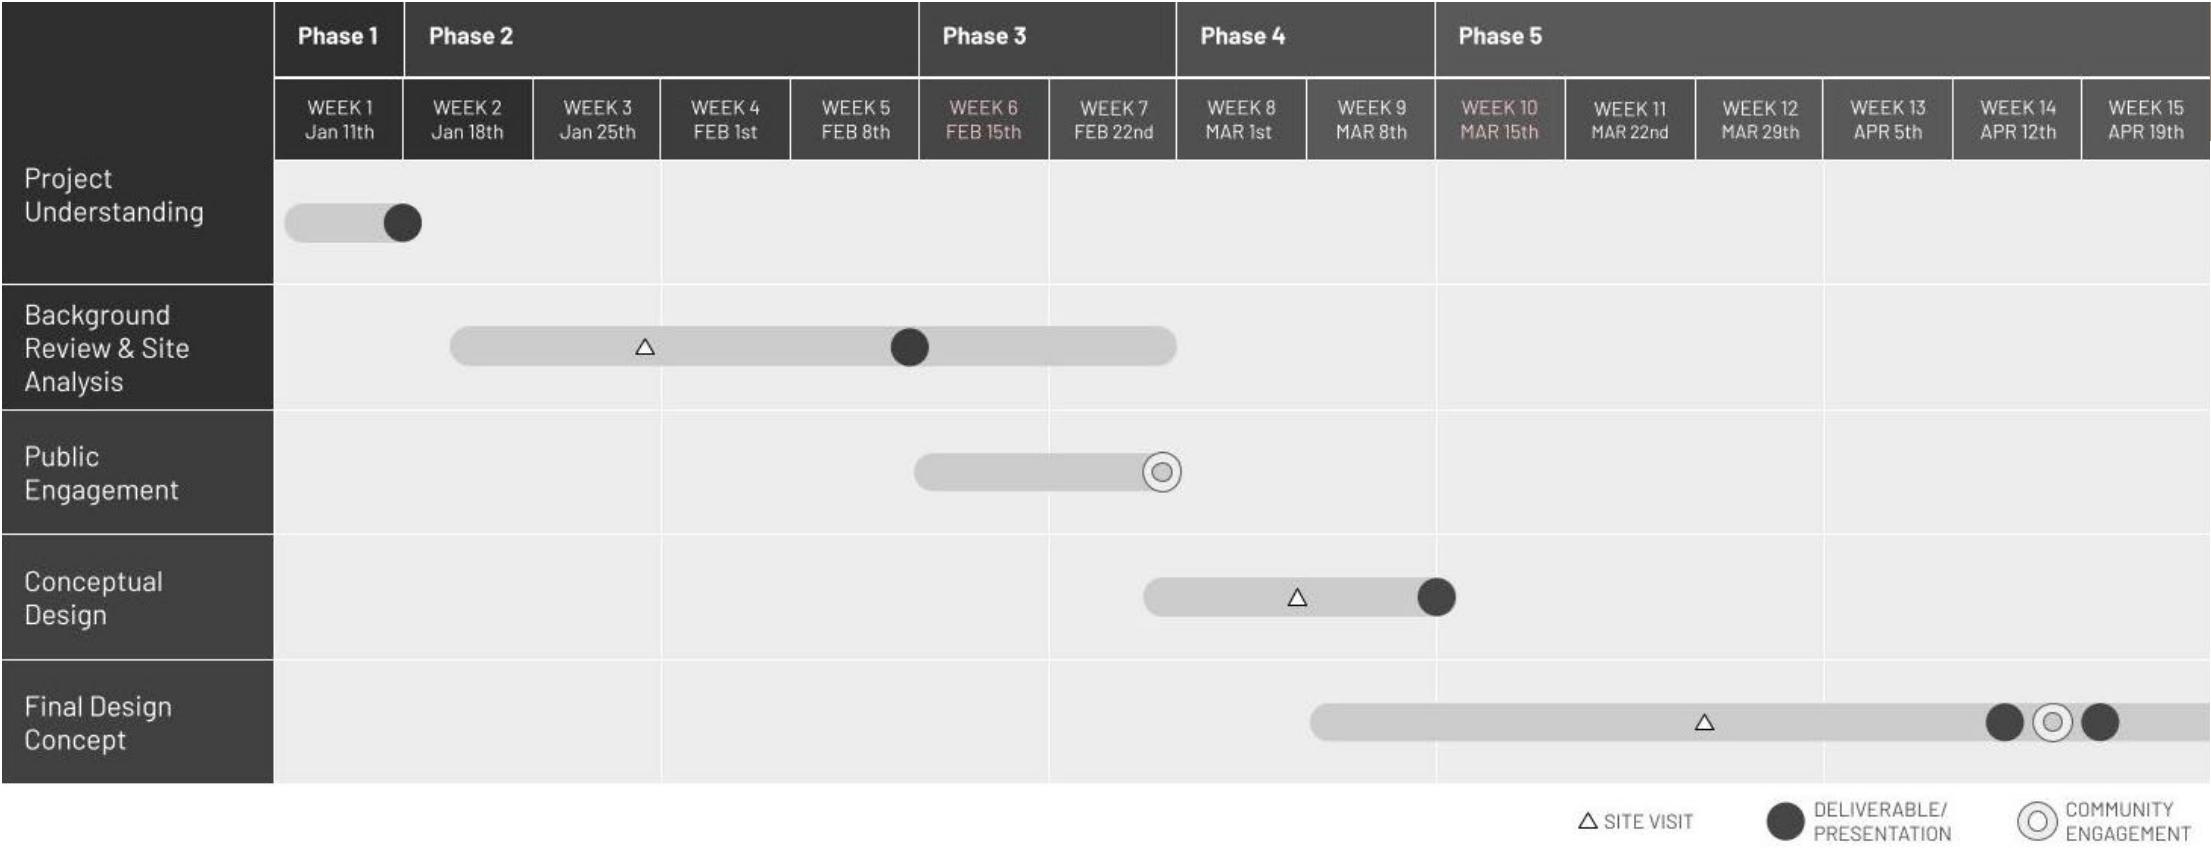 Phase 1
Phase 2
Phase 3
Phase 4
Phase 5
WEEK 1
Jan 11th
WEEK 2
Jan 18th
WEEK 3
Jan 25th
WEEK 4
FEB 1st
WEEK 5
FEB 8th
WEEK 6
FEB 15th
WEEK 7
FEB 22nd
WEEK 8
MAR 1st
WEEK 9
MAR 8th
WEEK 10
MAR 15th
WEEK 11
MAR 22nd
WEEK 12
MAR 29th
WEEK 13
APR 5th
WEEK 14
APR 12th
WEEK 15
APR 19th
Project
Understanding
Background
Review & Site
Analysis
Public
Engagement
Conceptual
Design
Final Design
Concept
SITE VISIT
DELIVERABLE/
PRESENTATION
COMMUNITY
ENGAGEMENT